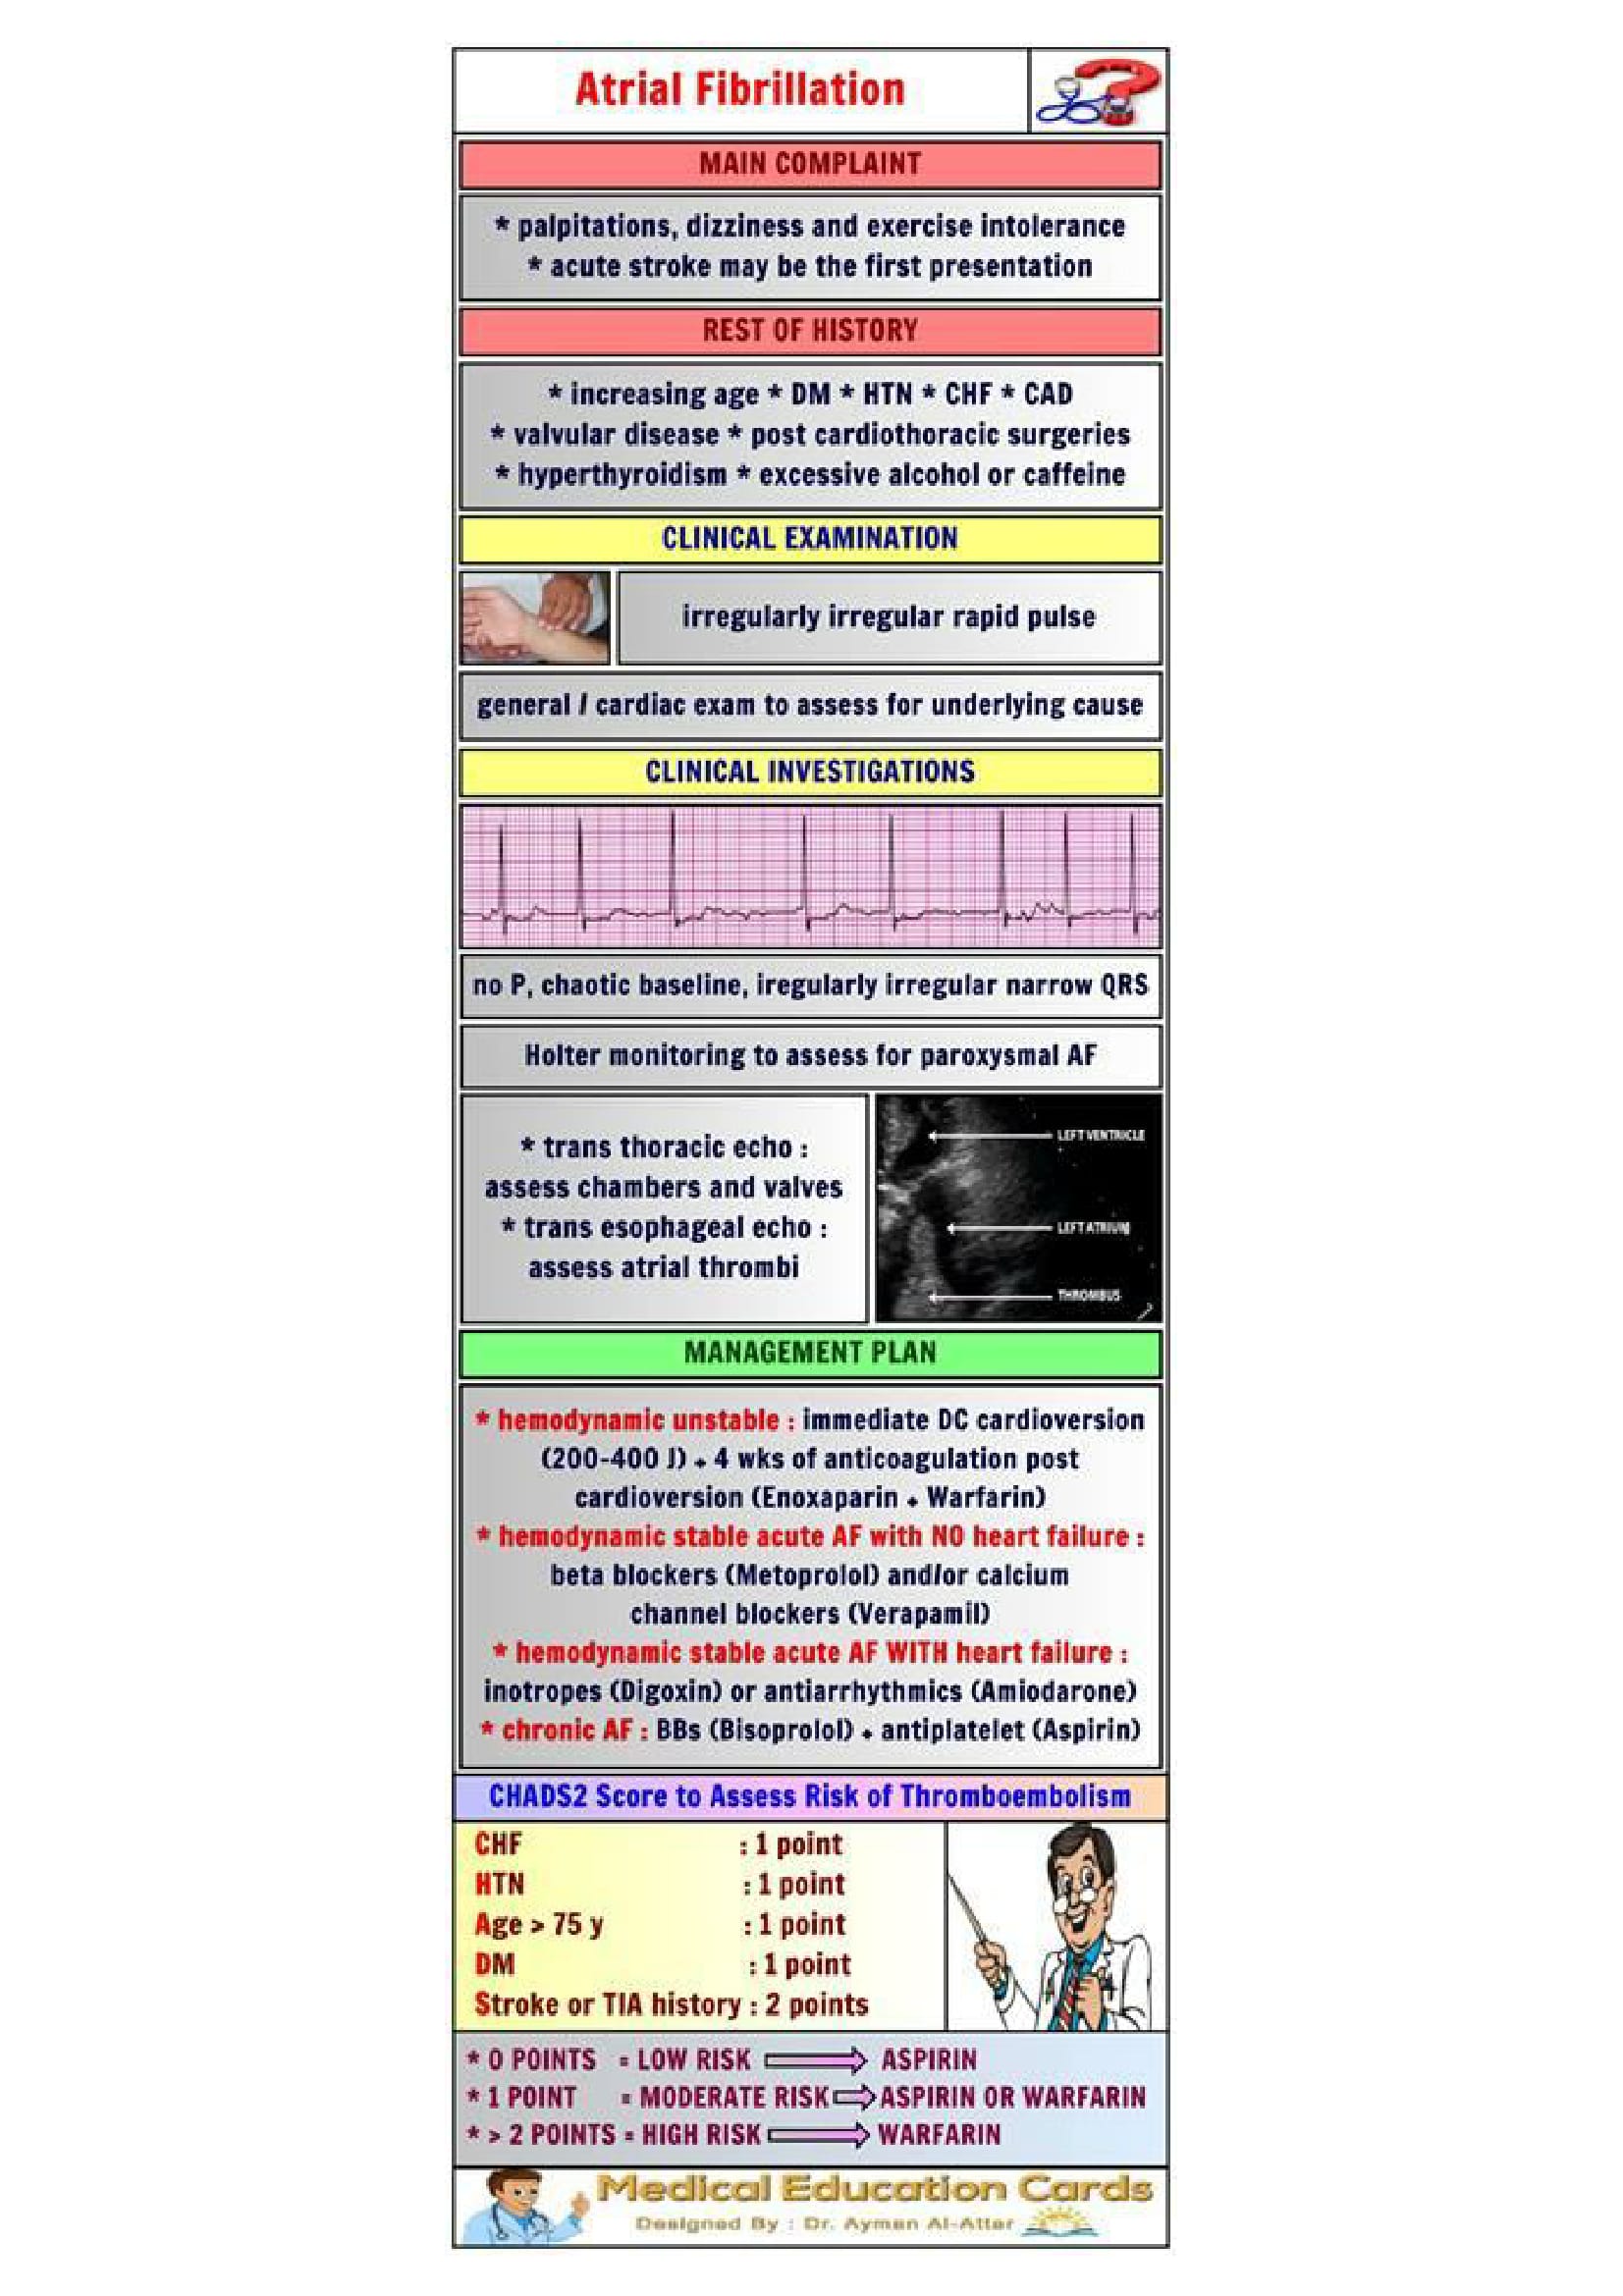 Atrial Fibrillation
MAIN COMPLAINT
* palpitations, dizziness and exercise intolerance
* acute stroke may be the first presentation
REST OF HISTORY
* increasing age * DM * HTN * CHF * CAD
* valvular disease * post cardiothoracic surgeries
* hyperthyroidism * excessive alcohol or caffeine
CLINICAL EXAMINATION
irregularly irregular rapid pulse
general / cardiac exam to assess for underlying cause
CLINICAL INVESTIGATIONS
no P, chaotic baseline, iregularly irregular narrow QRS
Holter monitoring to assess for paroxysmal AF
* trans thoracic echo :
assess chambers and valves
* trans esophageal echo :
assess atrial thrombi
LEFT VENTRICLE
LEFT ATRIUM
THROMBUS
MANAGEMENT PLAN
* hemodynamic unstable : immediate DC cardioversion
(200-400 J) + 4 wks of anticoagulation post
cardioversion (Enoxaparin + Warfarin)
* hemodynamic stable acute AF with NO heart failure :
beta blockers (Metoprolol) and/or calcium
channel blockers (Verapamil)
* hemodynamic stable acute AF WITH heart failure :
inotropes (Digoxin) or antiarrhythmics (Amiodarone)
* chronic AF : BBs (Bisoprolol) + antiplatelet (Aspirin)
CHADS2 Score to Assess Risk of Thromboembolism
CHF : 1 point
HTN : 1 point
Age > 75 y : 1 point
DM : 1 point
Stroke or TIA history : 2 points
* 0 POINTS = LOW RISK ASPIRIN
* 1 POINT = MODERATE RISK ASPIRIN OR WARFARIN
* > 2 POINTS = HIGH RISK WARFARIN
Medical Education Cards
Designed By : Dr. Ayman Al-Attar